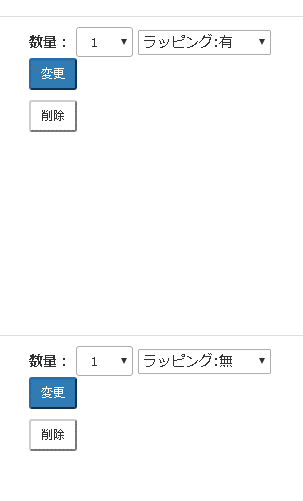 数量： 1 ラッピング:有
変更
削除
数量： 1 ラッピング:無
変更
削除